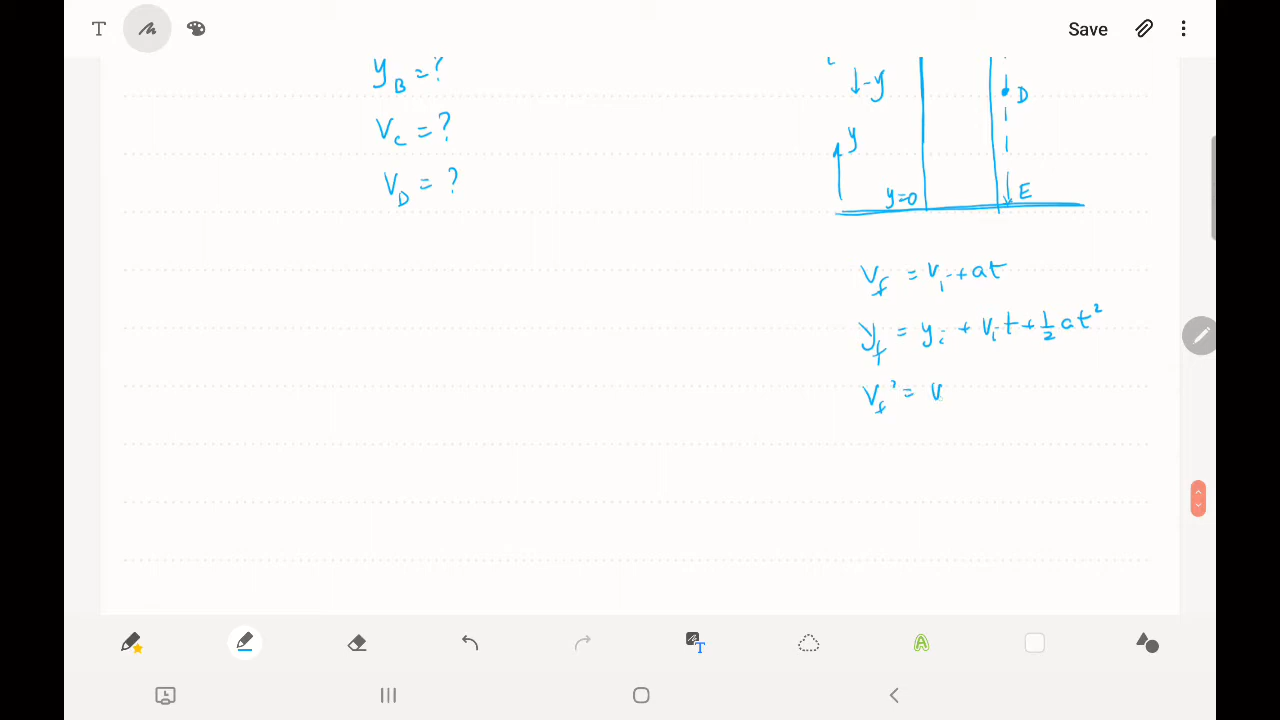 T
Save
y_B = ?
v_c = ?
v_D = ?
↓ -y
D
y
y=0
E
v_f = v_i + at
y_f = y_i + v_i t + 1/2 at²
v_f² = v
T
A